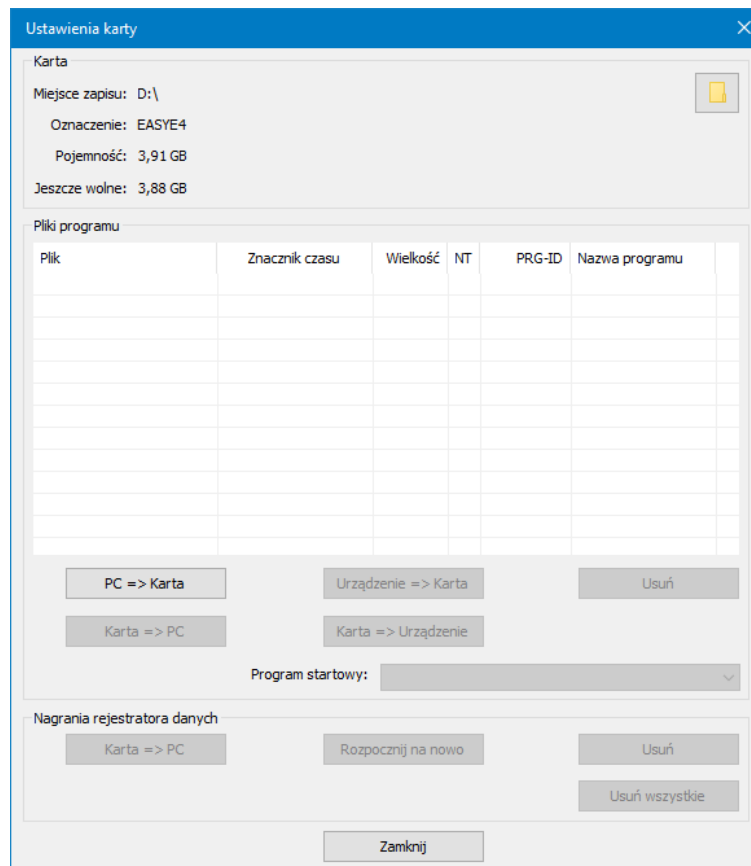 Ustawienia karty
Karta
Miejsce zapisu: D:\
Oznaczenie: EASYE4
Pojemność: 3,91 GB
Jeszcze wolne: 3,88 GB
Pliki programu
Plik Znacznik czasu Wielkość NT PRG-ID Nazwa programu
PC => Karta Urządzenie => Karta Usuń
Karta => PC Karta => Urządzenie
Program startowy:
Nagrania rejestratora danych
Karta => PC Rozpocznij na nowo Usuń
Usuń wszystkie
Zamknij